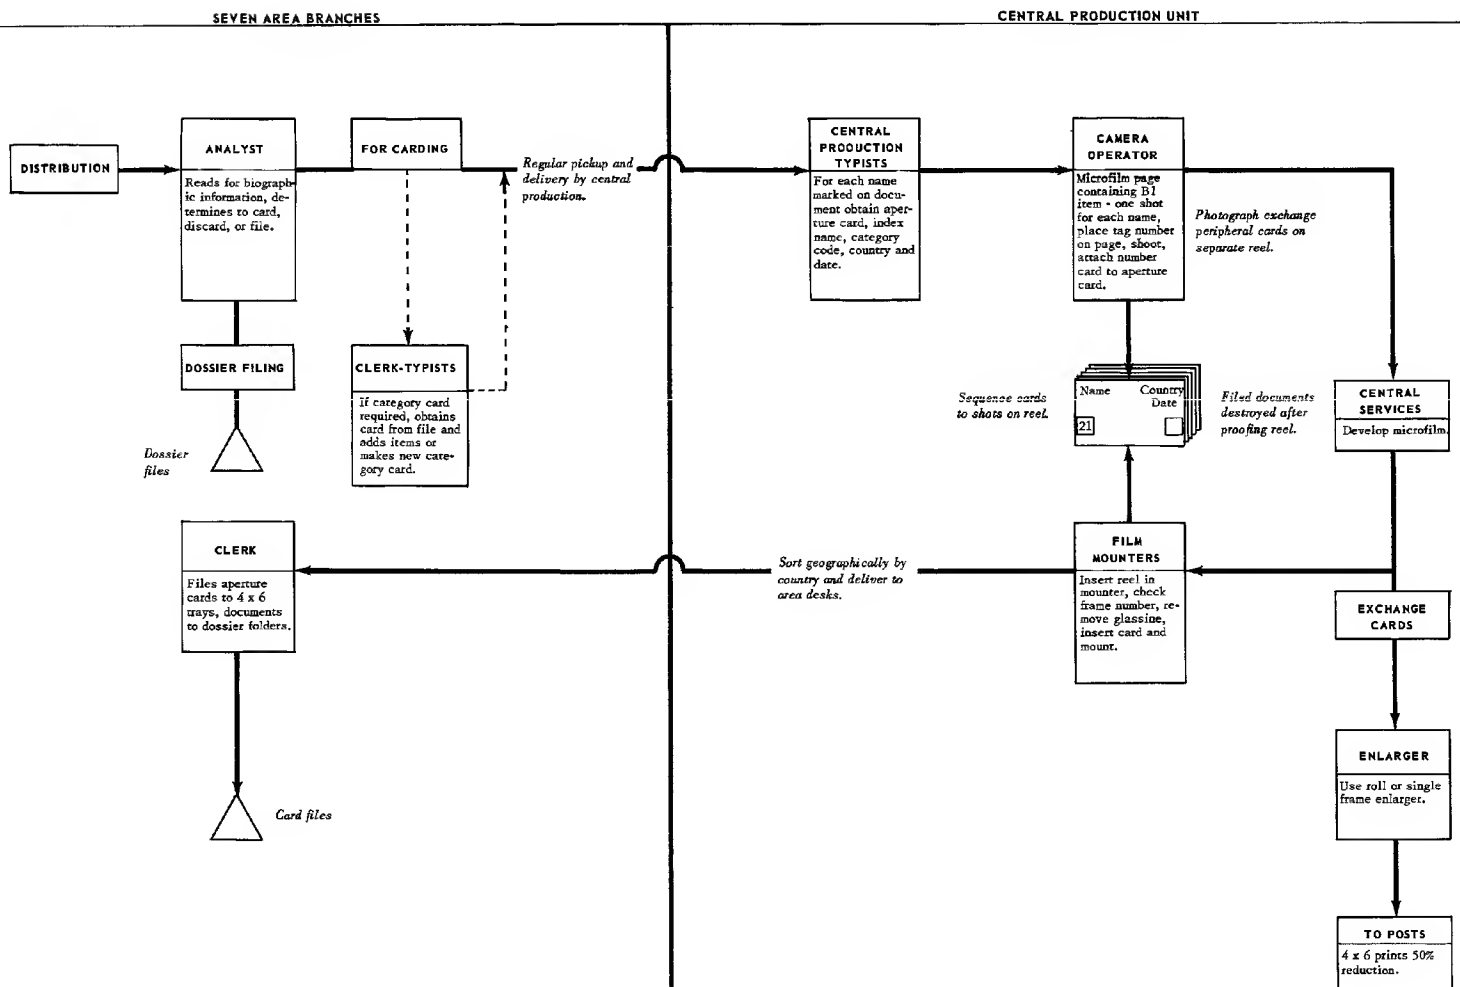 SEVEN AREA BRANCHES
CENTRAL PRODUCTION UNIT
DISTRIBUTION
ANALYST
Reads for biograph-
ic information, de-
termines to card,
discard, or file.
FOR CARDING
Regular pickup and
delivery by central
production.
CENTRAL
PRODUCTION
TYPISTS
For each name
marked on docu-
ment obtain aper-
ture card, index
name, category
code, country and
date.
CAMERA
OPERATOR
Microfilm page
containing B1
item - one shot
for each name,
place tag number
on page, shoot,
attach number
card to aperture
card.
Photograph exchange
peripheral cards on
separate reel.
DOSSIER FILING
Dossier
files
CLERK-TYPISTS
If category card
required, obtains
card from file and
adds items or
makes new cate-
gory card.
Sequence cards
to shots on reel.
Name Country
Date
21
Filed documents
destroyed after
proofing reel.
CENTRAL
SERVICES
Develop microfilm.
CLERK
Files aperture
cards to 4 x 6
trays, documents
to dossier folders.
Sort geographically by
country and deliver to
area desks.
FILM
MOUNTERS
Insert reel in
mounter, check
frame number, re-
move glassine,
insert card and
mount.
EXCHANGE
CARDS
Card files
ENLARGER
Use roll or single
frame enlarger.
TO POSTS
4 x 6 prints 50%
reduction.